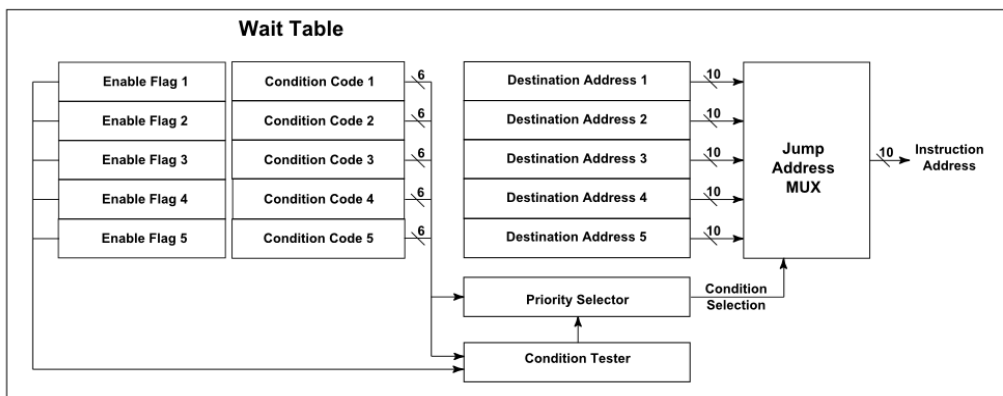 Wait Table
Enable Flag 1
Condition Code 1
6
Destination Address 1
10
Enable Flag 2
Condition Code 2
6
Destination Address 2
10
Enable Flag 3
Condition Code 3
6
Destination Address 3
10
Enable Flag 4
Condition Code 4
6
Destination Address 4
10
Enable Flag 5
Condition Code 5
6
Destination Address 5
10
Jump
Address
MUX
10
Instruction
Address
Priority Selector
Condition
Selection
Condition Tester